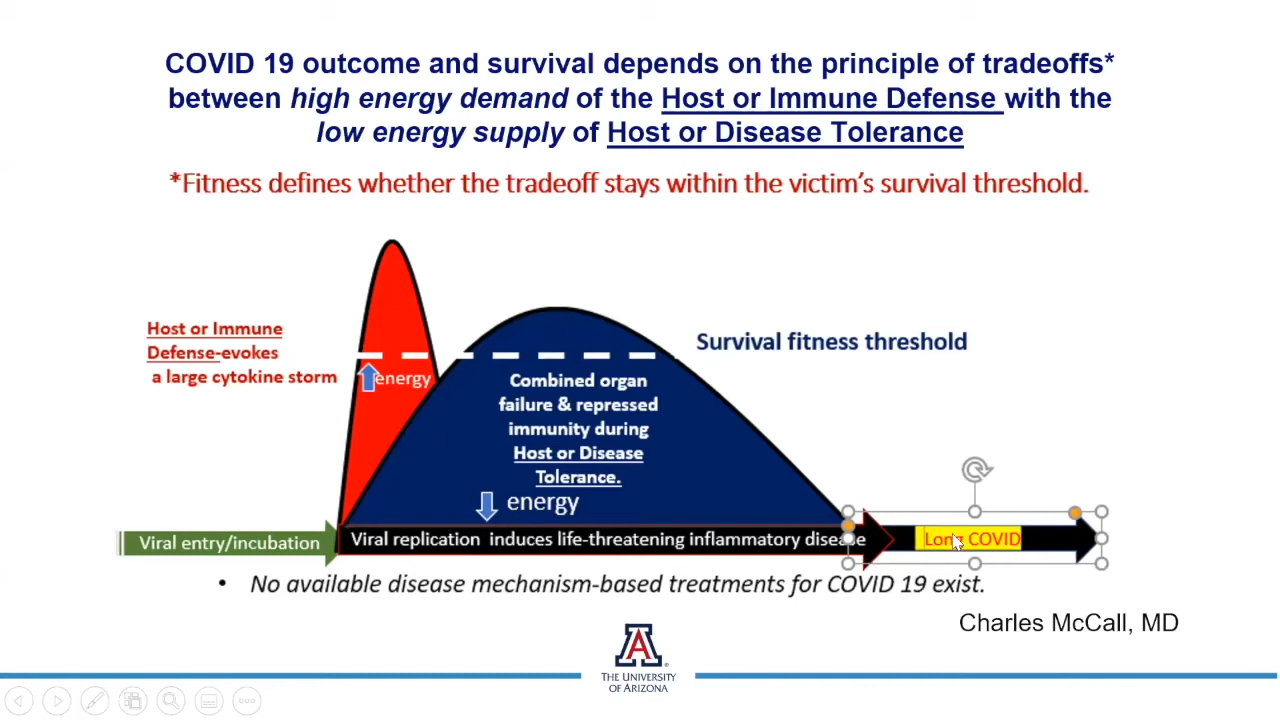 COVID 19 outcome and survival depends on the principle of tradeoffs*
between high energy demand of the Host or Immune Defense with the
low energy supply of Host or Disease Tolerance
*Fitness defines whether the tradeoff stays within the victim's survival threshold.
Host or Immune
Defense-evokes
a large cytokine storm
energy
Survival fitness threshold
Combined organ
failure & repressed
immunity during
Host or Disease
Tolerance.
energy
Viral entry/incubation
Viral replication induces life-threatening inflammatory disease
Long COVID
• No available disease mechanism-based treatments for COVID 19 exist.
Charles McCall, MD
A
THE UNIVERSITY
OF ARIZONA